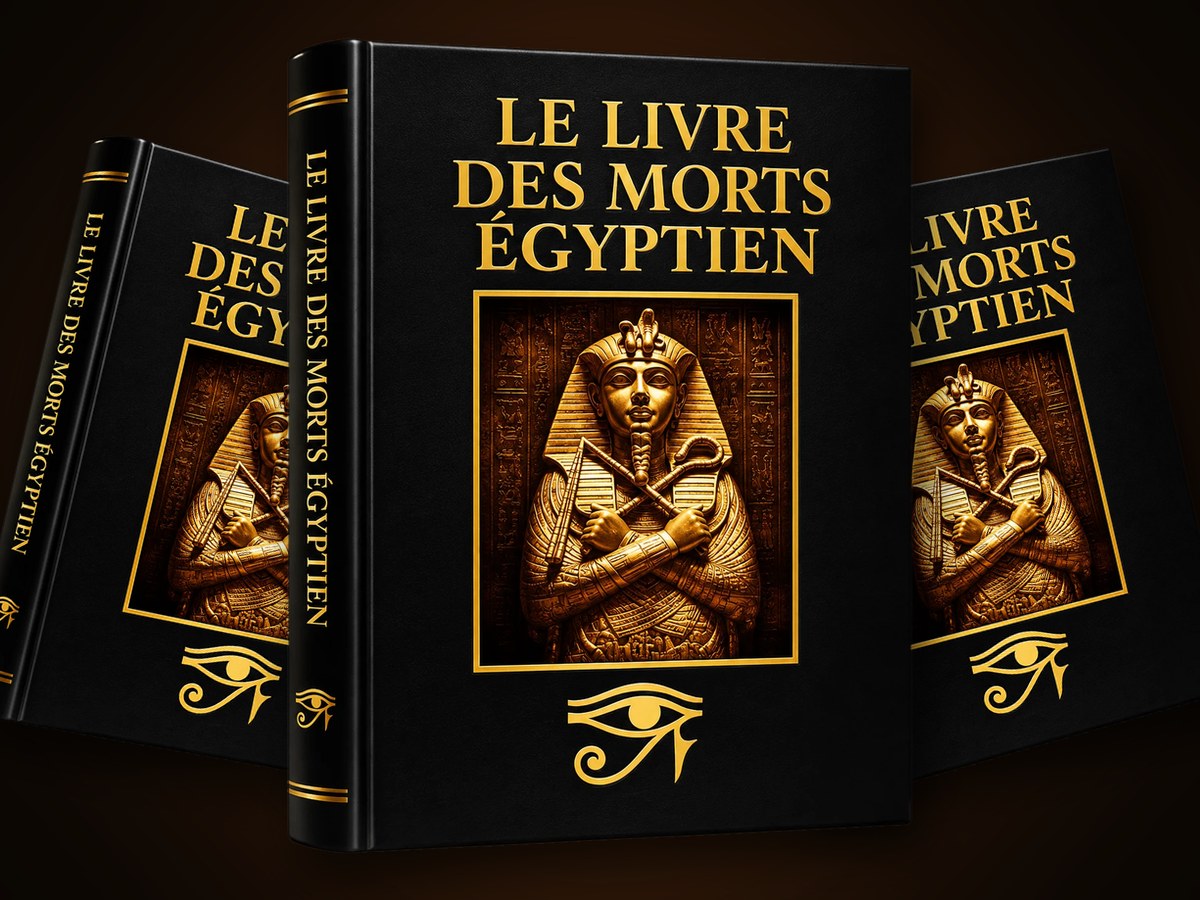 LE LIVRE DES MORTS ÉGYPTIEN
LE
DES
ÉGY
LE LIVRE DES MORTS ÉGYPTIEN
LE LIVRE
DES MORTS
ÉGYPTIEN
LIVRE
MORTS
YPTIEN